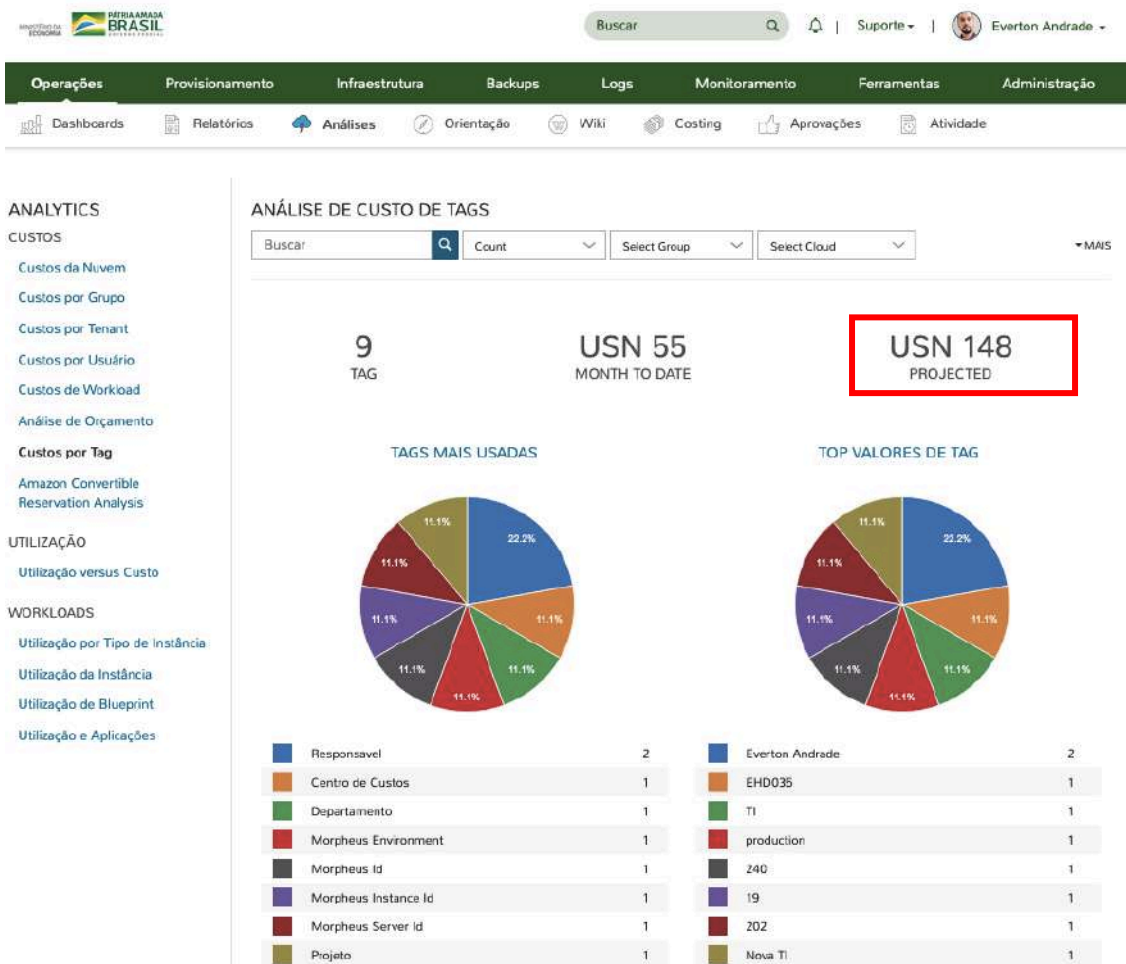 MINISTÉRIO DA
ECONOMIA
PÁTRIA AMADA
BRASIL
GOVERNO FEDERAL
Buscar
| Suporte | Everton Andrade
Operações Provisionamento Infraestrutura Backups Logs Monitoramento Ferramentas Administração
Dashboards Relatórios Análises Orientação Wiki Costing Aprovações Atividade
ANALYTICS
CUSTOS
Custos da Nuvem
Custos por Grupo
Custos por Tenant
Custos por Usuário
Custos de Workload
Análise de Orçamento
Custos por Tag
Amazon Convertible
Reservation Analysis
UTILIZAÇÃO
Utilização versus Custo
WORKLOADS
Utilização por Tipo de Instância
Utilização da Instância
Utilização de Blueprint
Utilização e Aplicações
ANÁLISE DE CUSTO DE TAGS
Buscar Count Select Group Select Cloud MAIS
9 USN 55 USN 148
TAG MONTH TO DATE PROJECTED
TAGS MAIS USADAS
11.1% 22.2%
11.1%
11.1% 11.1%
11.1% 11.1%
11.1%
Responsavel 2
Centro de Custos 1
Departamento 1
Morpheus Environment 1
Morpheus Id 1
Morpheus Instance Id 1
Morpheus Server Id 1
Projeto 1
TOP VALORES DE TAG
11.1% 22.2%
11.1%
11.1% 11.1%
11.1% 11.1%
11.1%
Everton Andrade 2
EHD035 1
TI 1
production 1
240 1
19 1
202 1
Nova TI 1